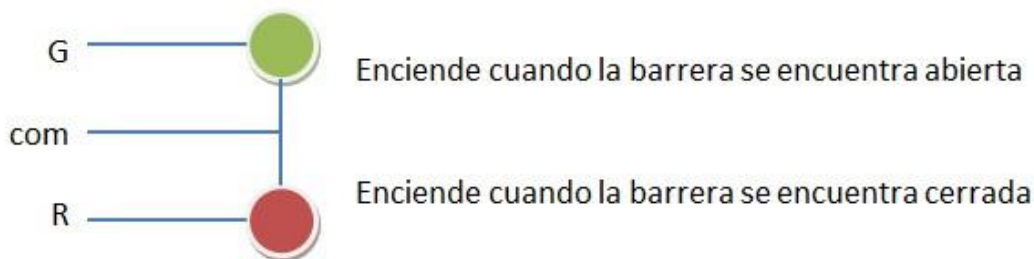 G
Enciende cuando la barrera se encuentra abierta
com
R
Enciende cuando la barrera se encuentra cerrada